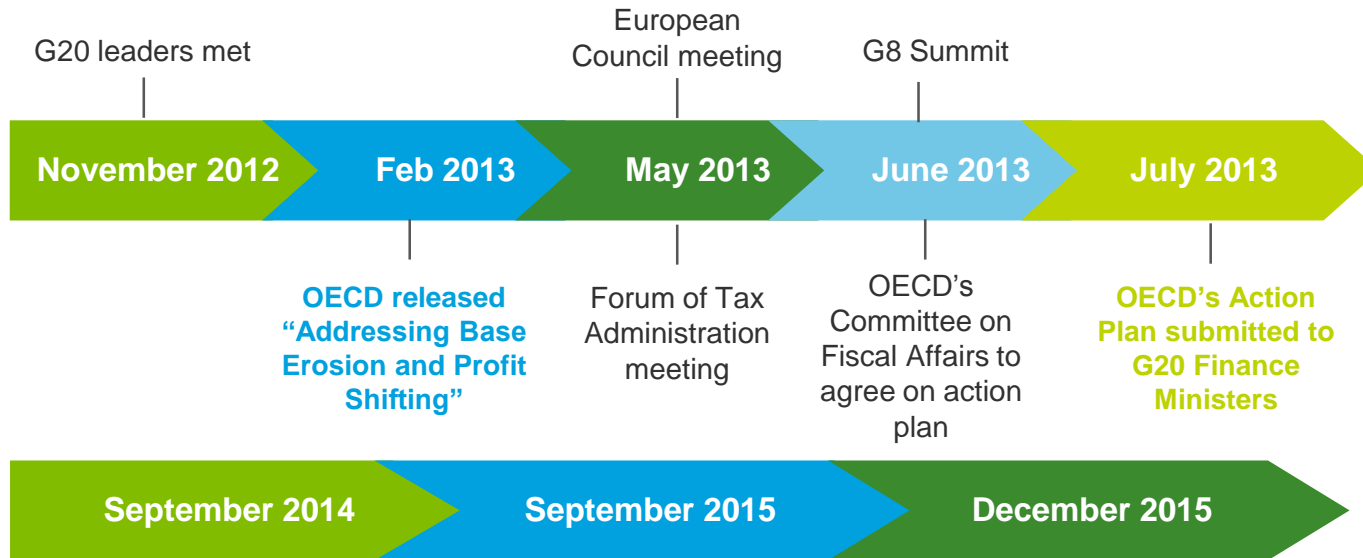 G20 leaders met
European
Council meeting
G8 Summit
November 2012
Feb 2013
May 2013
June 2013
July 2013
OECD released
“Addressing Base
Erosion and Profit
Shifting”
Forum of Tax
Administration
meeting
OECD’s
Committee on
Fiscal Affairs to
agree on action
plan
OECD’s Action
Plan submitted to
G20 Finance
Ministers
September 2014
September 2015
December 2015